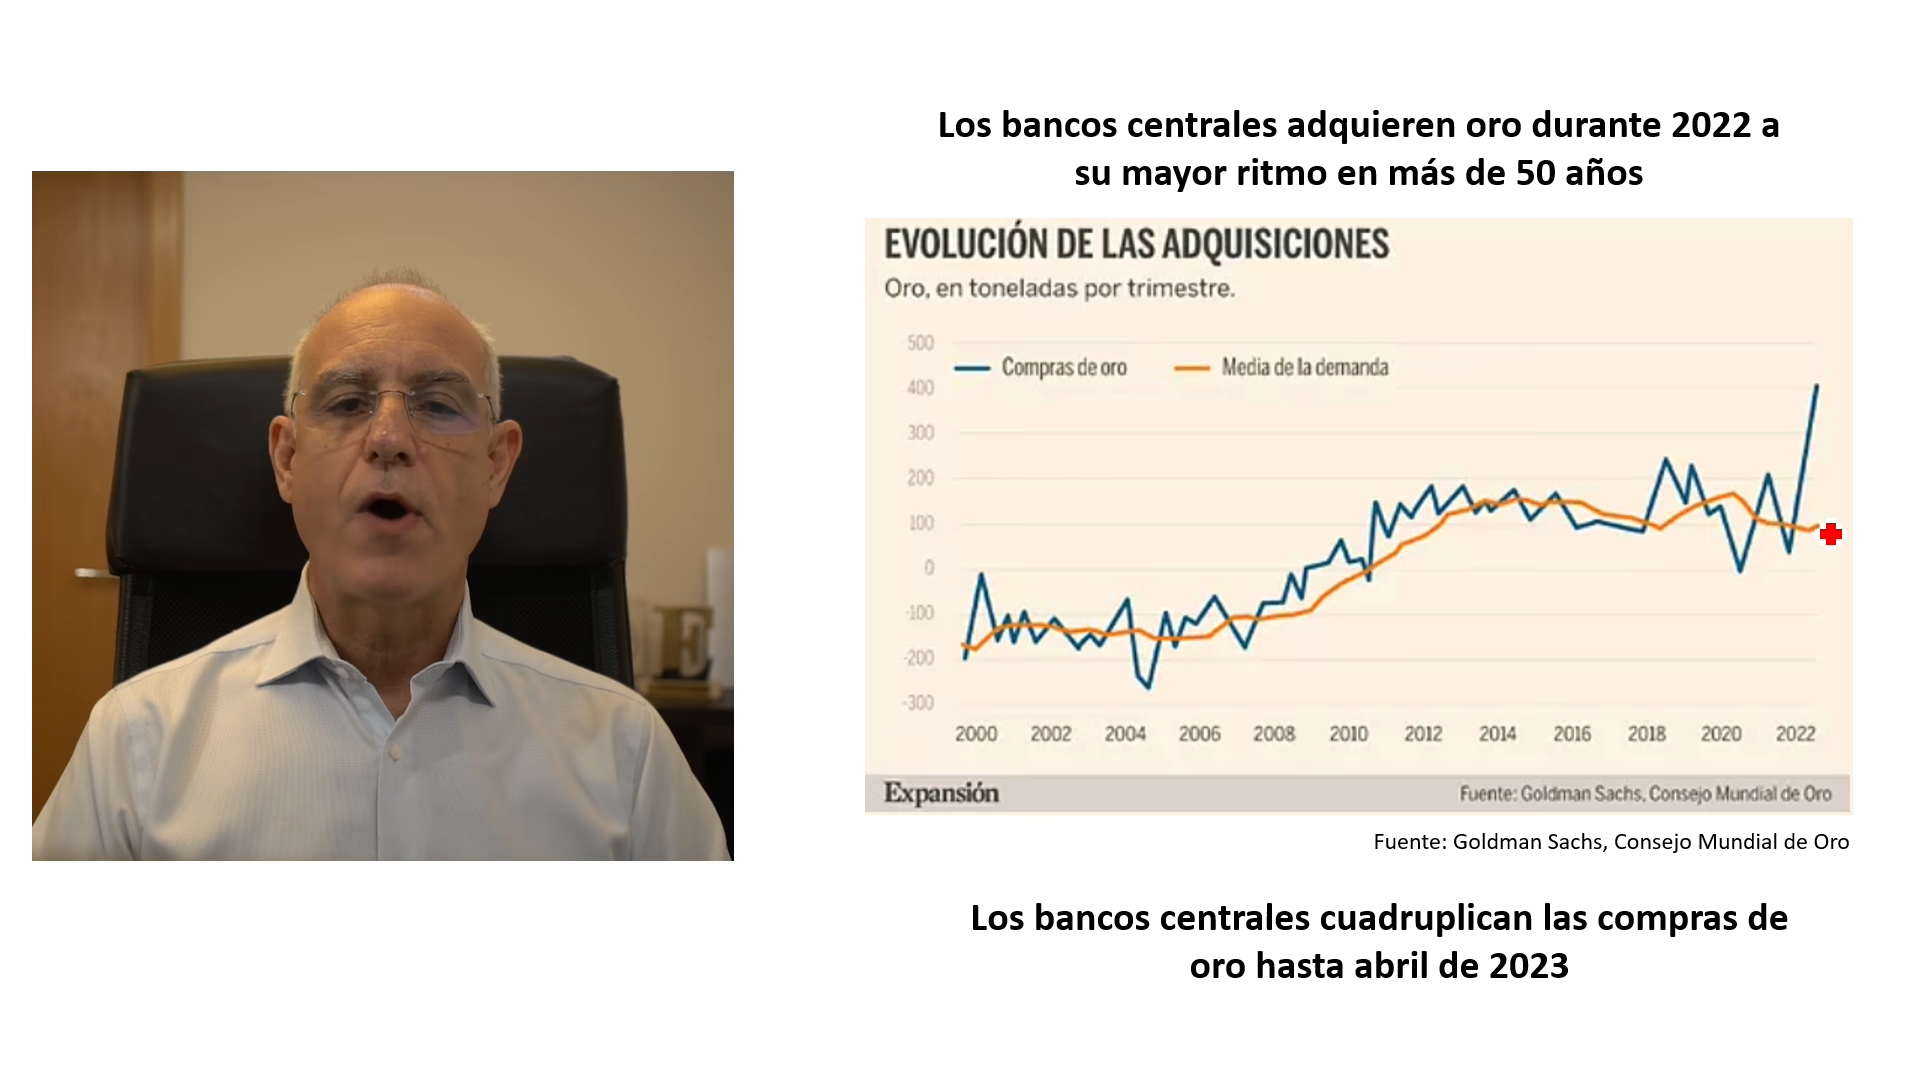 Los bancos centrales adquieren oro durante 2022 a
su mayor ritmo en más de 50 años
EVOLUCIÓN DE LAS ADQUISICIONES
Oro, en toneladas por trimestre.
500
Compras de oro
Media de la demanda
400
300
200
100
0
-100
-200
-300
2000 2002 2004 2006 2008 2010 2012 2014 2016 2018 2020 2022
Expansión
Fuente: Goldman Sachs, Consejo Mundial de Oro
Fuente: Goldman Sachs, Consejo Mundial de Oro
Los bancos centrales cuadruplican las compras de
oro hasta abril de 2023
E